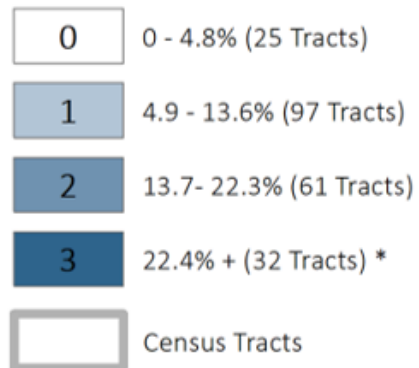 0 0 - 4.8% (25 Tracts)
1 4.9 - 13.6% (97 Tracts)
2 13.7- 22.3% (61 Tracts)
3 22.4% + (32 Tracts) *
Census Tracts